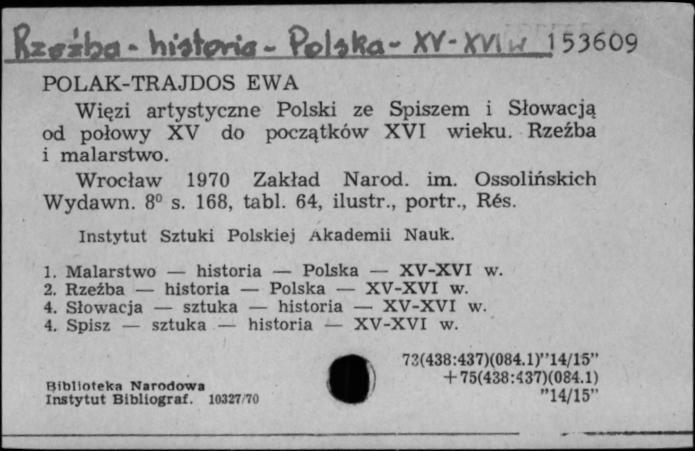 Rzeźba - historia - Polska - XV-XVI w 153609
POLAK-TRAJDOS EWA
Więzi artystyczne Polski ze Spiszem i Słowacją
od połowy XV do początków XVI wieku. Rzeźba
i malarstwo.
Wrocław 1970 Zakład Narod. im. Ossolińskich
Wydawn. 8⁰ s. 168, tabl. 64, ilustr., portr., Rés.
Instytut Sztuki Polskiej Akademii Nauk.
1. Malarstwo — historia — Polska — XV-XVI w.
2. Rzeźba — historia — Polska — XV-XVI w.
4. Słowacja — sztuka — historia — XV-XVI w.
4. Spisz — sztuka — historia — XV-XVI w.
73(438:437)(084.1)"14/15"
+75(438:437)(084.1)
"14/15"
Biblioteka Narodowa
Instytut Bibliograf. 10327/70